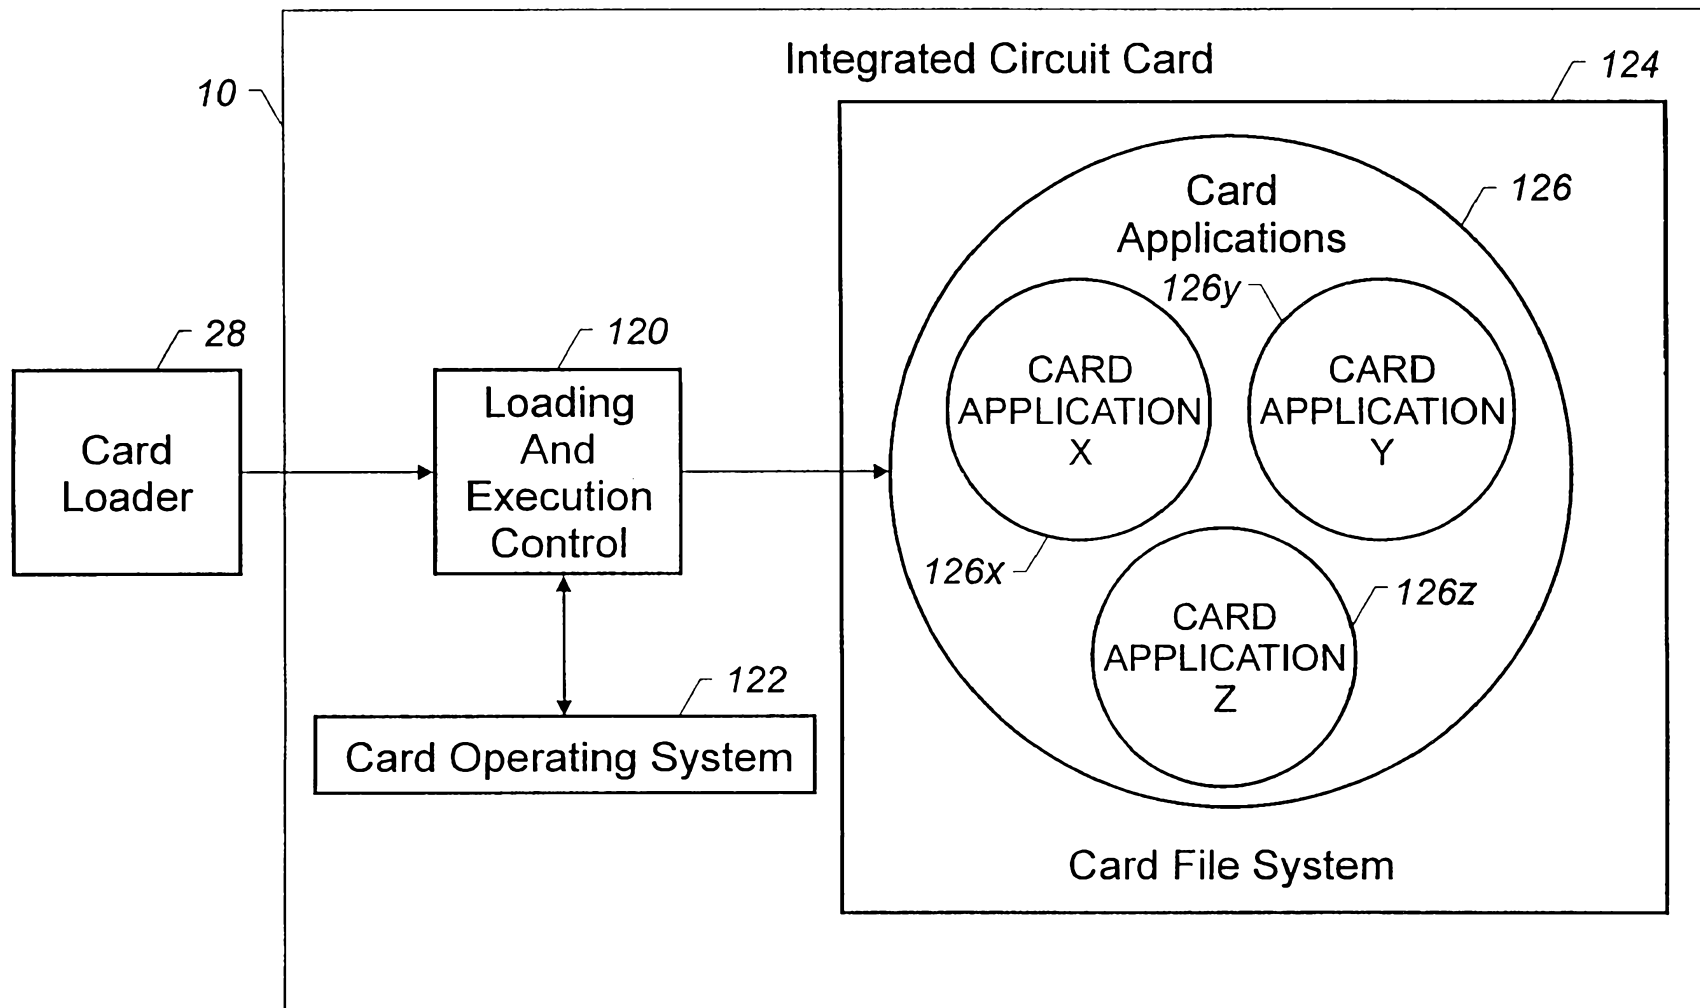 Integrated Circuit Card
124
10
126
Card
Applications
126y
28
120
CARD
APPLICATION
X
CARD
APPLICATION
Y
Card
Loader
Loading
And
Execution
Control
126x
126z
CARD
APPLICATION
Z
122
Card Operating System
Card File System